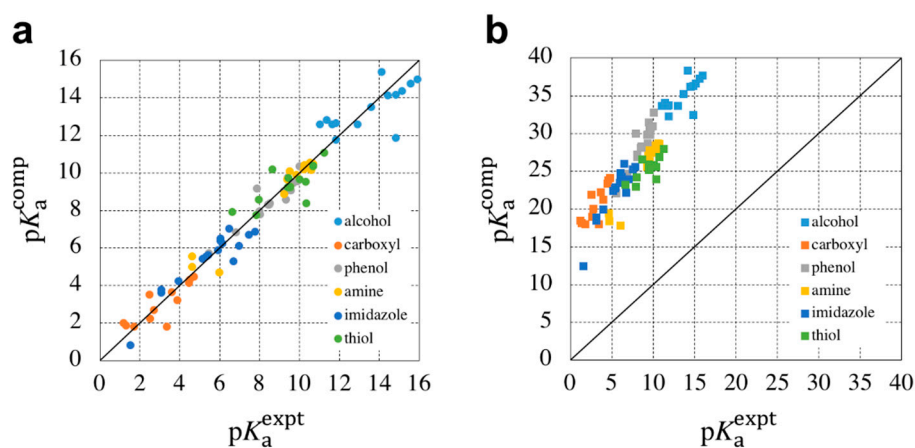 a
b
16
14
12
10
8
6
4
2
0
pKₐᶜᵒᵐᵖ
0 2 4 6 8 10 12 14 16
pKₐᵉˣᵖᵗ
alcohol
carboxyl
phenol
amine
imidazole
thiol
40
35
30
25
20
15
10
5
0
pKₐᶜᵒᵐᵖ
0 5 10 15 20 25 30 35 40
pKₐᵉˣᵖᵗ
alcohol
carboxyl
phenol
amine
imidazole
thiol